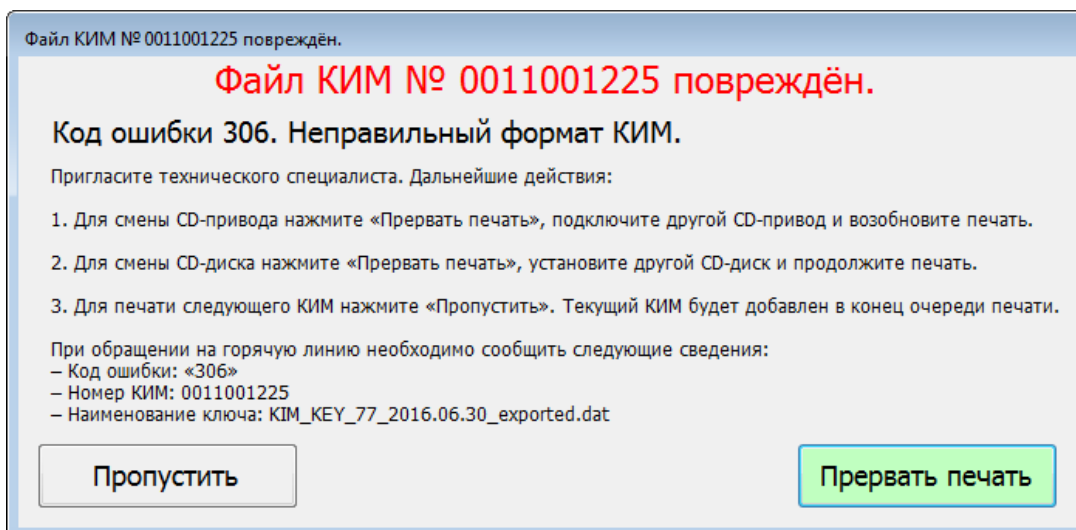 Файл КИМ № 0011001225 повреждён.
Файл КИМ № 0011001225 повреждён.
Код ошибки 306. Неправильный формат КИМ.
Пригласите технического специалиста. Дальнейшие действия:
1. Для смены CD-привода нажмите «Прервать печать», подключите другой CD-привод и возобновите печать.
2. Для смены CD-диска нажмите «Прервать печать», установите другой CD-диск и продолжите печать.
3. Для печати следующего КИМ нажмите «Пропустить». Текущий КИМ будет добавлен в конец очереди печати.
При обращении на горячую линию необходимо сообщить следующие сведения:
– Код ошибки: «306»
– Номер КИМ: 0011001225
– Наименование ключа: KIM_KEY_77_2016.06.30_exported.dat
Пропустить
Прервать печать